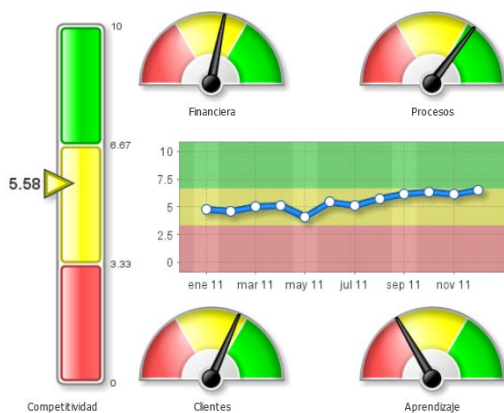 10
6.67
5.58
3.33
0
Competitividad
Financiera
Procesos
10
7.5
5
2.5
0
ene 11 mar 11 may 11 jul 11 sep 11 nov 11
Clientes
Aprendizaje